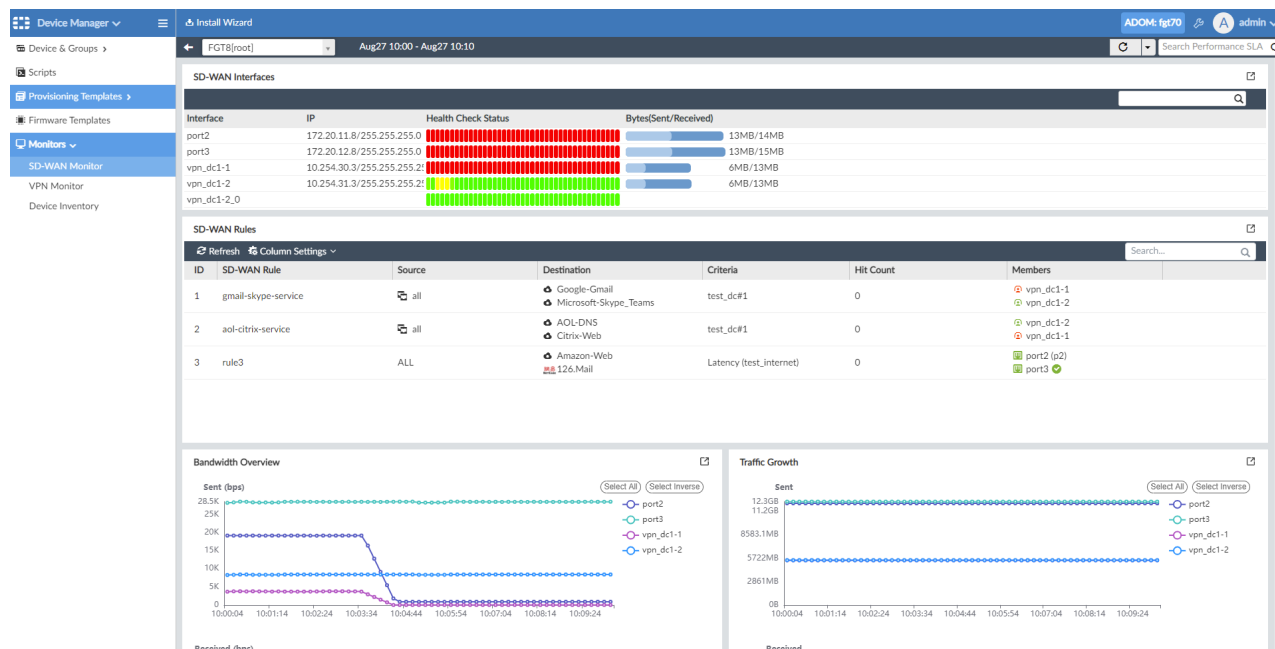 Device Manager
Install Wizard
ADOM: fgt70
A
admin
Device & Groups
FGT8[root]
Aug27 10:00 - Aug27 10:10
Search Performance SLA
Scripts
Provisioning Templates
Firmware Templates
Monitors
SD-WAN Monitor
VPN Monitor
Device Inventory
SD-WAN Interfaces
Interface IP Health Check Status Bytes(Sent/Received)
port2 172.20.11.8/255.255.255.0 13MB/14MB
port3 172.20.12.8/255.255.255.0 13MB/15MB
vpn_dc1-1 10.254.30.3/255.255.255.25 6MB/13MB
vpn_dc1-2 10.254.31.3/255.255.255.25 6MB/13MB
vpn_dc1-2_0
SD-WAN Rules
Refresh Column Settings
Search...
ID SD-WAN Rule Source Destination Criteria Hit Count Members
1 gmail-skype-service all Google-Gmail test_dc#1 0 vpn_dc1-1
Microsoft-Skype_Teams vpn_dc1-2
2 aol-citrix-service all AOL-DNS test_dc#1 0 vpn_dc1-2
Citrix-Web vpn_dc1-1
3 rule3 ALL Amazon-Web Latency (test_internet) 0 port2 (p2)
126.Mail port3
Bandwidth Overview
Sent (bps)
Select All Select Inverse
28.5K
25K
20K
15K
10K
5K
0
10:00:04 10:01:14 10:02:24 10:03:34 10:04:44 10:05:54 10:07:04 10:08:14 10:09:24
port2
port3
vpn_dc1-1
vpn_dc1-2
Received (bps)
Traffic Growth
Sent
Select All Select Inverse
12.3GB
11.2GB
8583.1MB
5722MB
2861MB
0B
10:00:04 10:01:14 10:02:24 10:03:34 10:04:44 10:05:54 10:07:04 10:08:14 10:09:24
port2
port3
vpn_dc1-1
vpn_dc1-2
Received